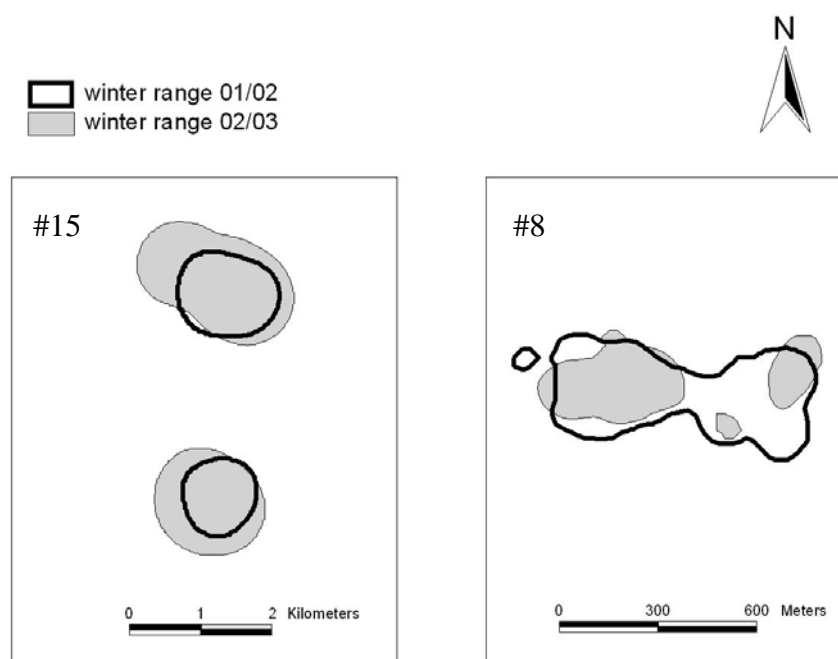 N
winter range 01/02
winter range 02/03
#15
#8
0 1 2 Kilometers
0 300 600 Meters